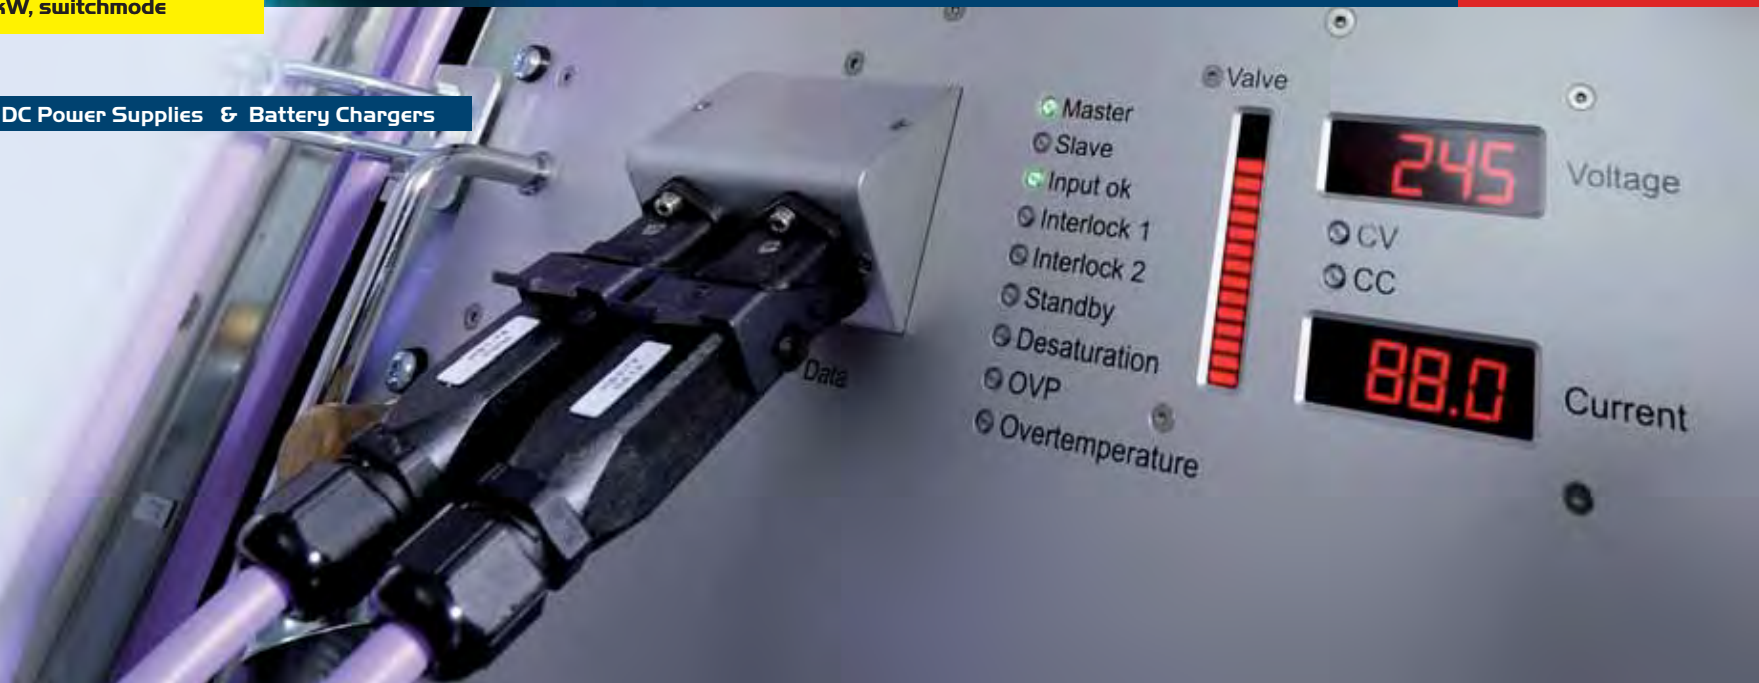 kW, switchmode
DC Power Supplies & Battery Chargers
Valve
Master
Slave
Input ok
Interlock 1
Interlock 2
Standby
Desaturation
OVP
Overtemperature
245
Voltage
CV
CC
88.0
Current
Data